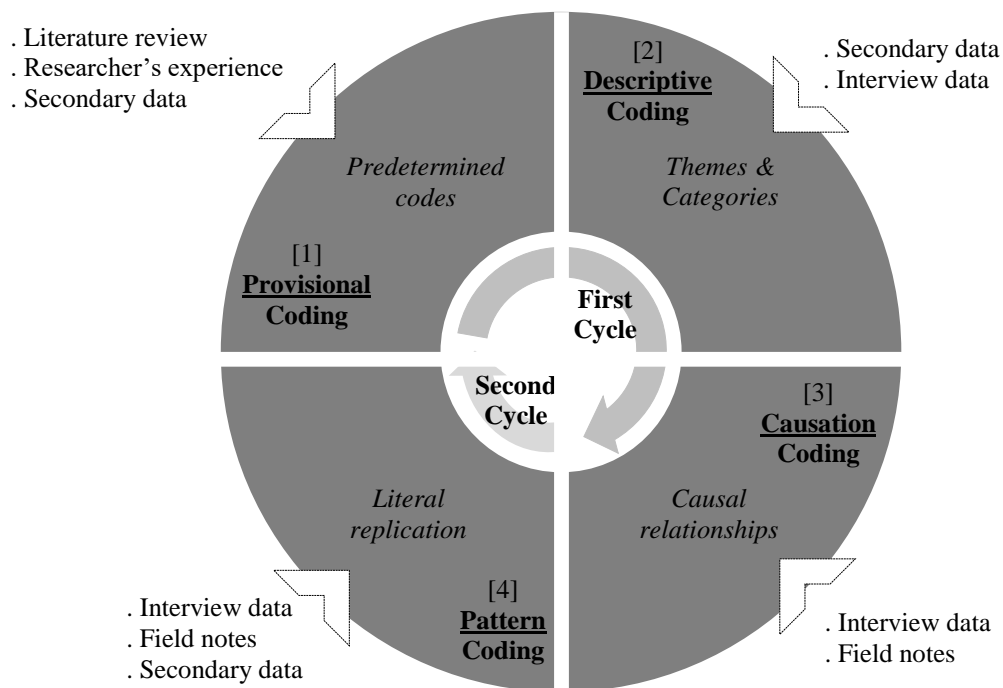 . Literature review
. Researcher's experience
. Secondary data
[2]
Descriptive
Coding
. Secondary data
. Interview data
Predetermined
codes
Themes &
Categories
[1]
Provisional
Coding
First
Cycle
Second
Cycle
[3]
Causation
Coding
Literal
replication
Causal
relationships
[4]
Pattern
Coding
. Interview data
. Field notes
. Secondary data
. Interview data
. Field notes